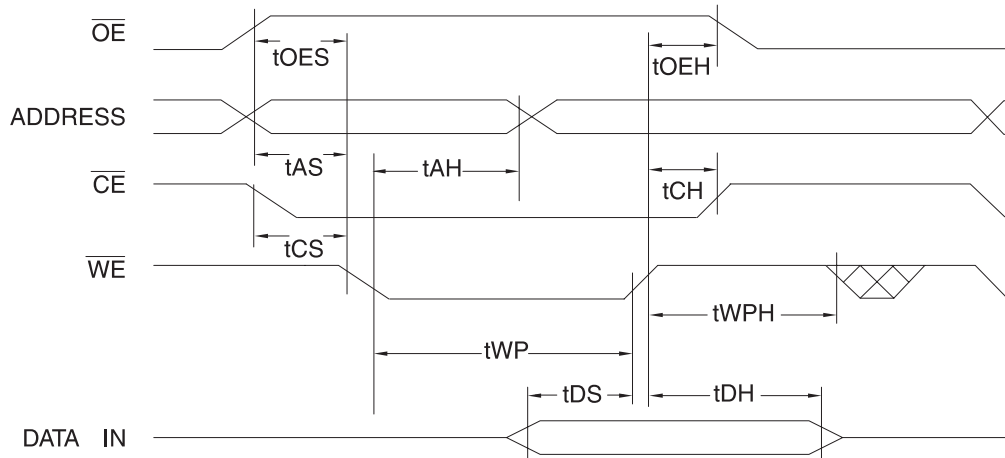 OE
tOES
tOEH
ADDRESS
tAS
tAH
tCH
CE
tCS
WE
tWPH
tWP
tDS
tDH
DATA IN